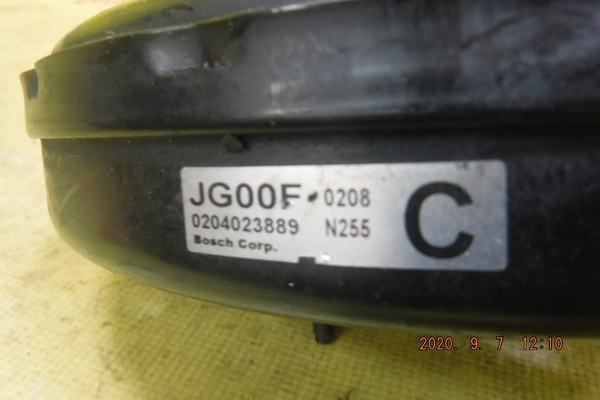 JG00F 0208
0204023889 N255
Bosch Corp.
C
2020. 9. 7 12:10